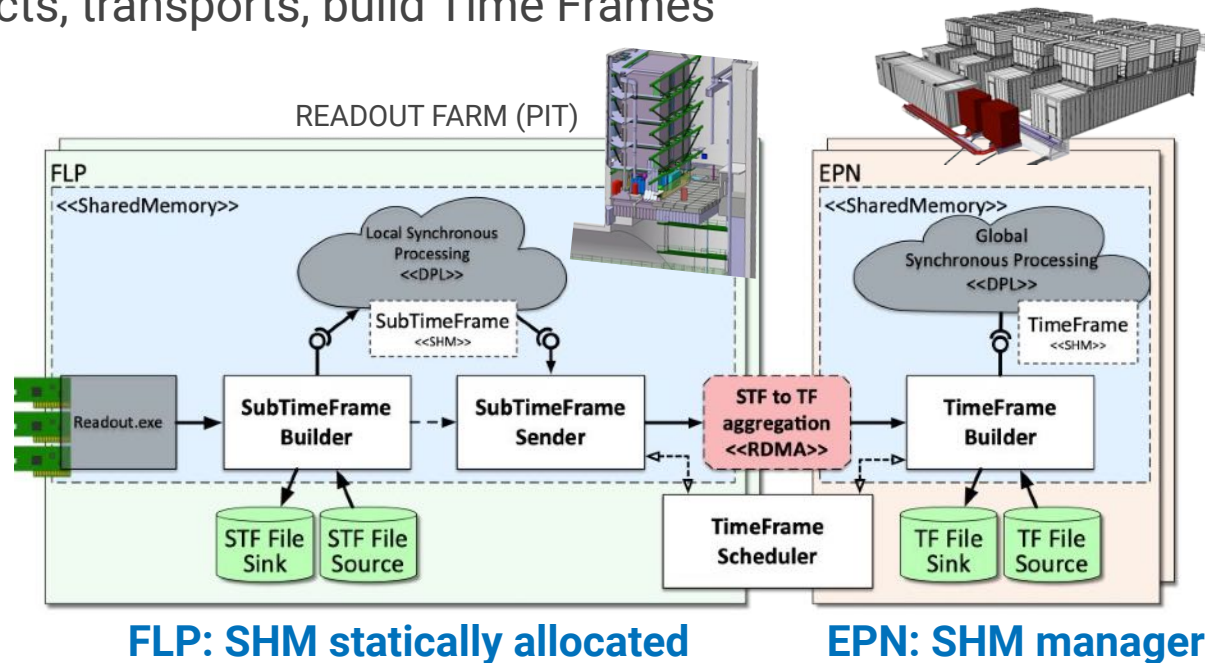 cts, transports, build Time Frames
READOUT FARM (PIT)
FLP
<<SharedMemory>>
Local Synchronous
Processing
<<DPL>>
SubTimeFrame
<<SHM>>
Readout.exe
SubTimeFrame
Builder
SubTimeFrame
Sender
STF to TF
aggregation
<<RDMA>>
STF File
Sink
STF File
Source
TimeFrame
Scheduler
EPN
<<SharedMemory>>
Global
Synchronous Processing
<<DPL>>
TimeFrame
<<SHM>>
TimeFrame
Builder
TF File
Sink
TF File
Source
FLP: SHM statically allocated
EPN: SHM manager